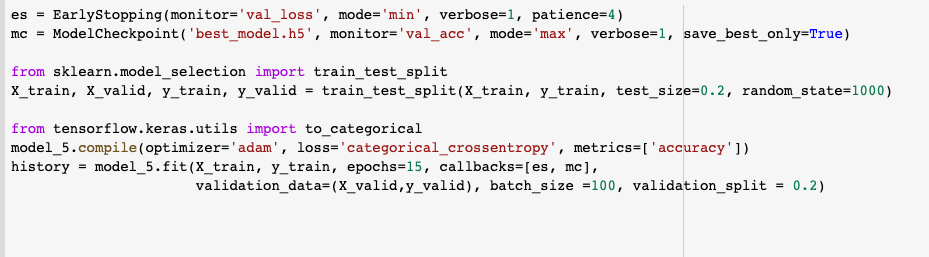 es = EarlyStopping(monitor='val_loss', mode='min', verbose=1, patience=4)
mc = ModelCheckpoint('best_model.h5', monitor='val_acc', mode='max', verbose=1, save_best_only=True)
from sklearn.model_selection import train_test_split
X_train, X_valid, y_train, y_valid = train_test_split(X_train, y_train, test_size=0.2, random_state=1000)
from tensorflow.keras.utils import to_categorical
model_5.compile(optimizer='adam', loss='categorical_crossentropy', metrics=['accuracy'])
history = model_5.fit(X_train, y_train, epochs=15, callbacks=[es, mc],
validation_data=(X_valid,y_valid), batch_size =100, validation_split = 0.2)